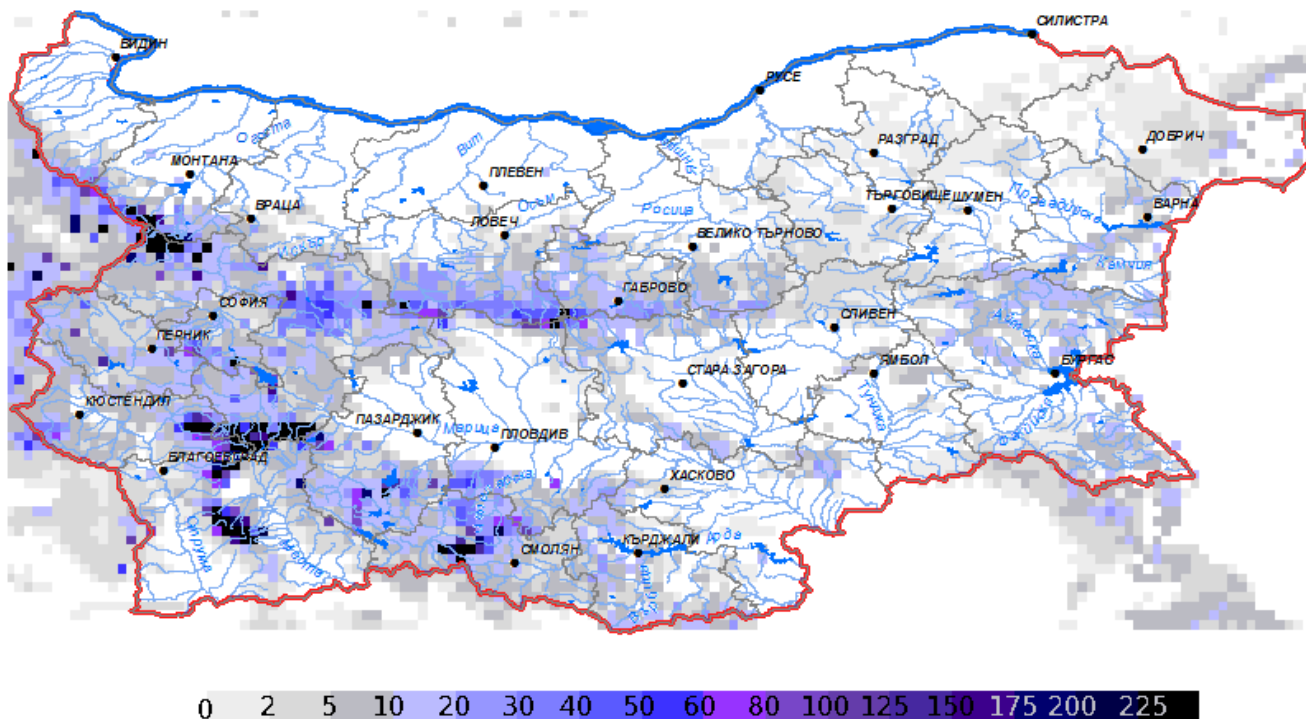 СИЛИСТРА
ВИДИН
РУСЕ
Огоста
Вит
РАЗГРАД
ДОБРИЧ
МОНТАНА
ПЛЕВЕН
Осъм
ТЪРГОВИЩЕ
ШУМЕН
ВРАЦА
Росица
ВАРНА
ЛОВЕЧ
Искър
ВЕЛИКО ТЪРНОВО
Камчия
ГАБРОВО
СОФИЯ
СЛИВЕН
ПЕРНИК
ЯМБОЛ
БУРГАС
СТАРА ЗАГОРА
Тунджа
КЮСТЕНДИЛ
ПАЗАРДЖИК
Марица
ПЛОВДИВ
БЛАГОЕВГРАД
ХАСКОВО
Струма
Места
СМОЛЯН
КЪРДЖАЛИ
0 2 5 10 20 30 40 50 60 80 100 125 150 175 200 225